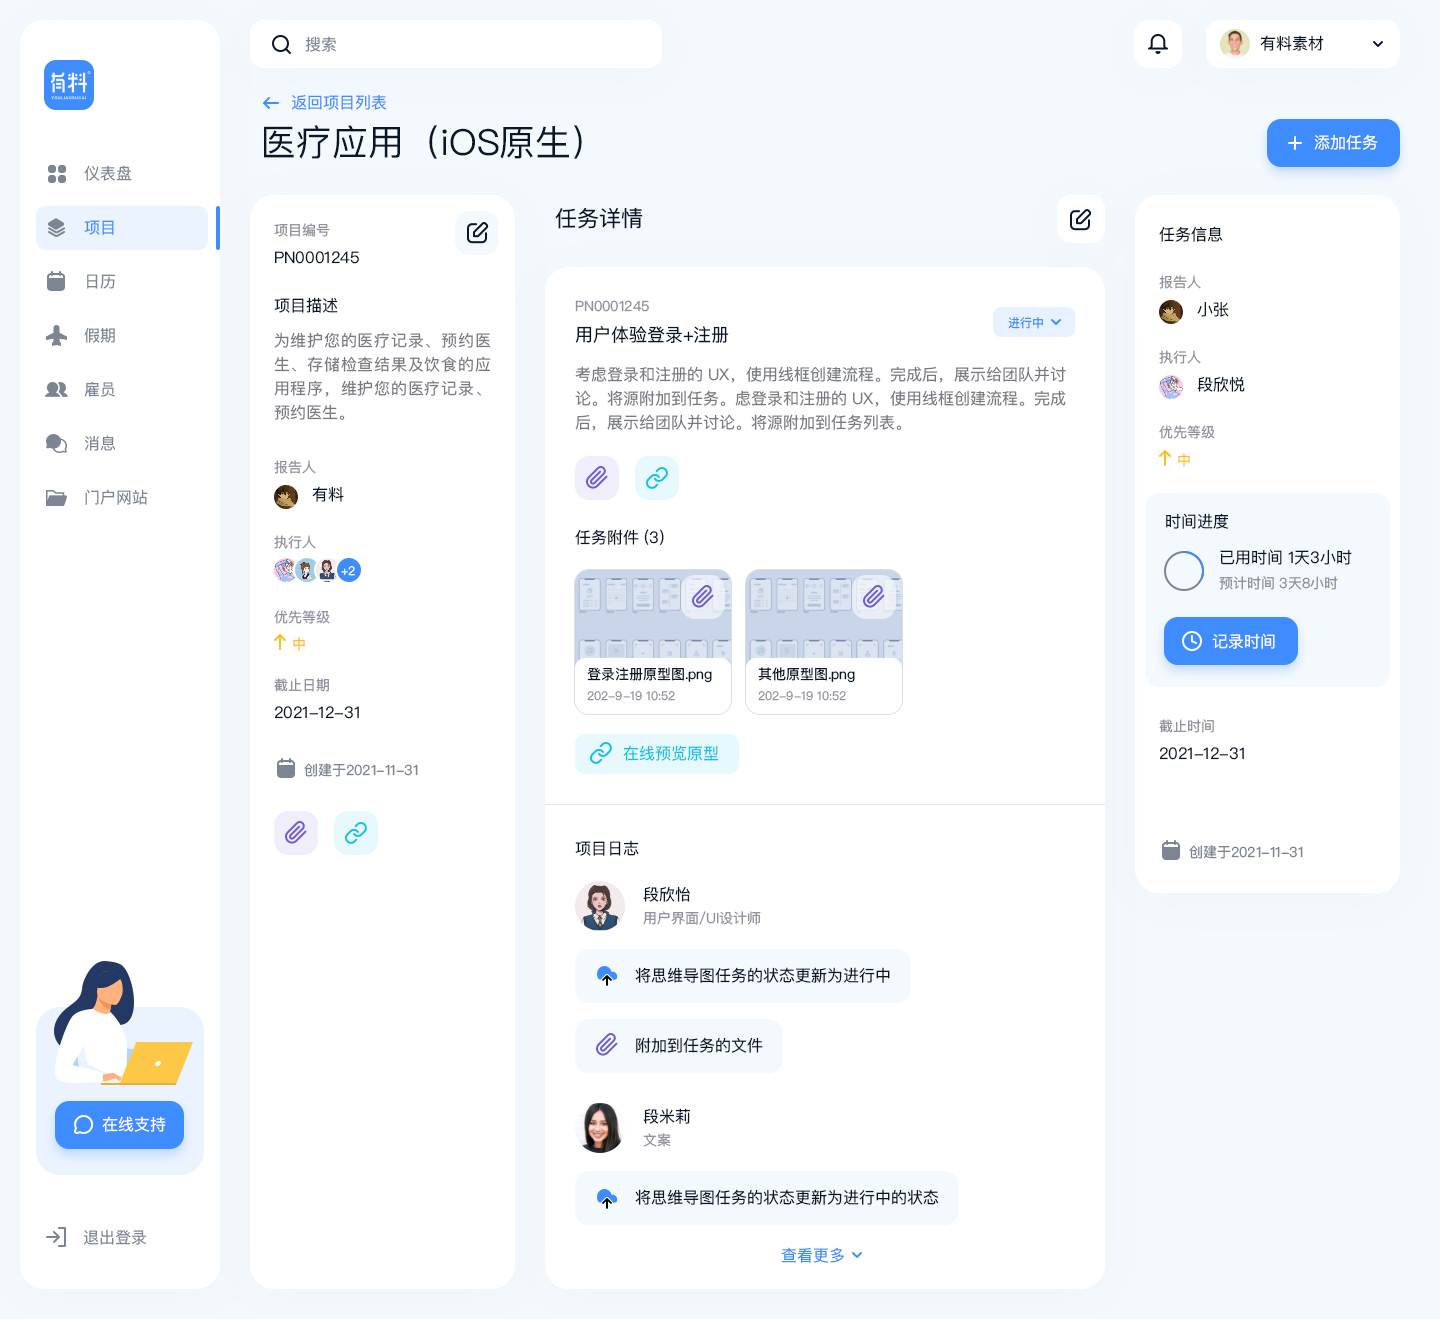 有料
YOULIAOSUCAI
搜索
有料素材
返回项目列表
医疗应用（iOS原生）
添加任务
仪表盘
项目
日历
假期
雇员
消息
门户网站
在线支持
退出登录
项目编号
PN0001245
项目描述
为维护您的医疗记录、预约医
生、存储检查结果及饮食的应
用程序，维护您的医疗记录、
预约医生。
报告人
有料
执行人
+2
优先等级
中
截止日期
2021-12-31
创建于2021-11-31
任务详情
PN0001245
用户体验登录+注册
进行中
考虑登录和注册的 UX，使用线框创建流程。完成后，展示给团队并讨
论。将源附加到任务。虑登录和注册的 UX，使用线框创建流程。完成
后，展示给团队并讨论。将源附加到任务列表。
任务附件 (3)
登录注册原型图.png
202-9-19 10:52
其他原型图.png
202-9-19 10:52
在线预览原型
项目日志
段欣怡
用户界面/UI设计师
将思维导图任务的状态更新为进行中
附加到任务的文件
段米莉
文案
将思维导图任务的状态更新为进行中的状态
查看更多
任务信息
报告人
小张
执行人
段欣悦
优先等级
中
时间进度
已用时间 1天3小时
预计时间 3天8小时
记录时间
截止时间
2021-12-31
创建于2021-11-31